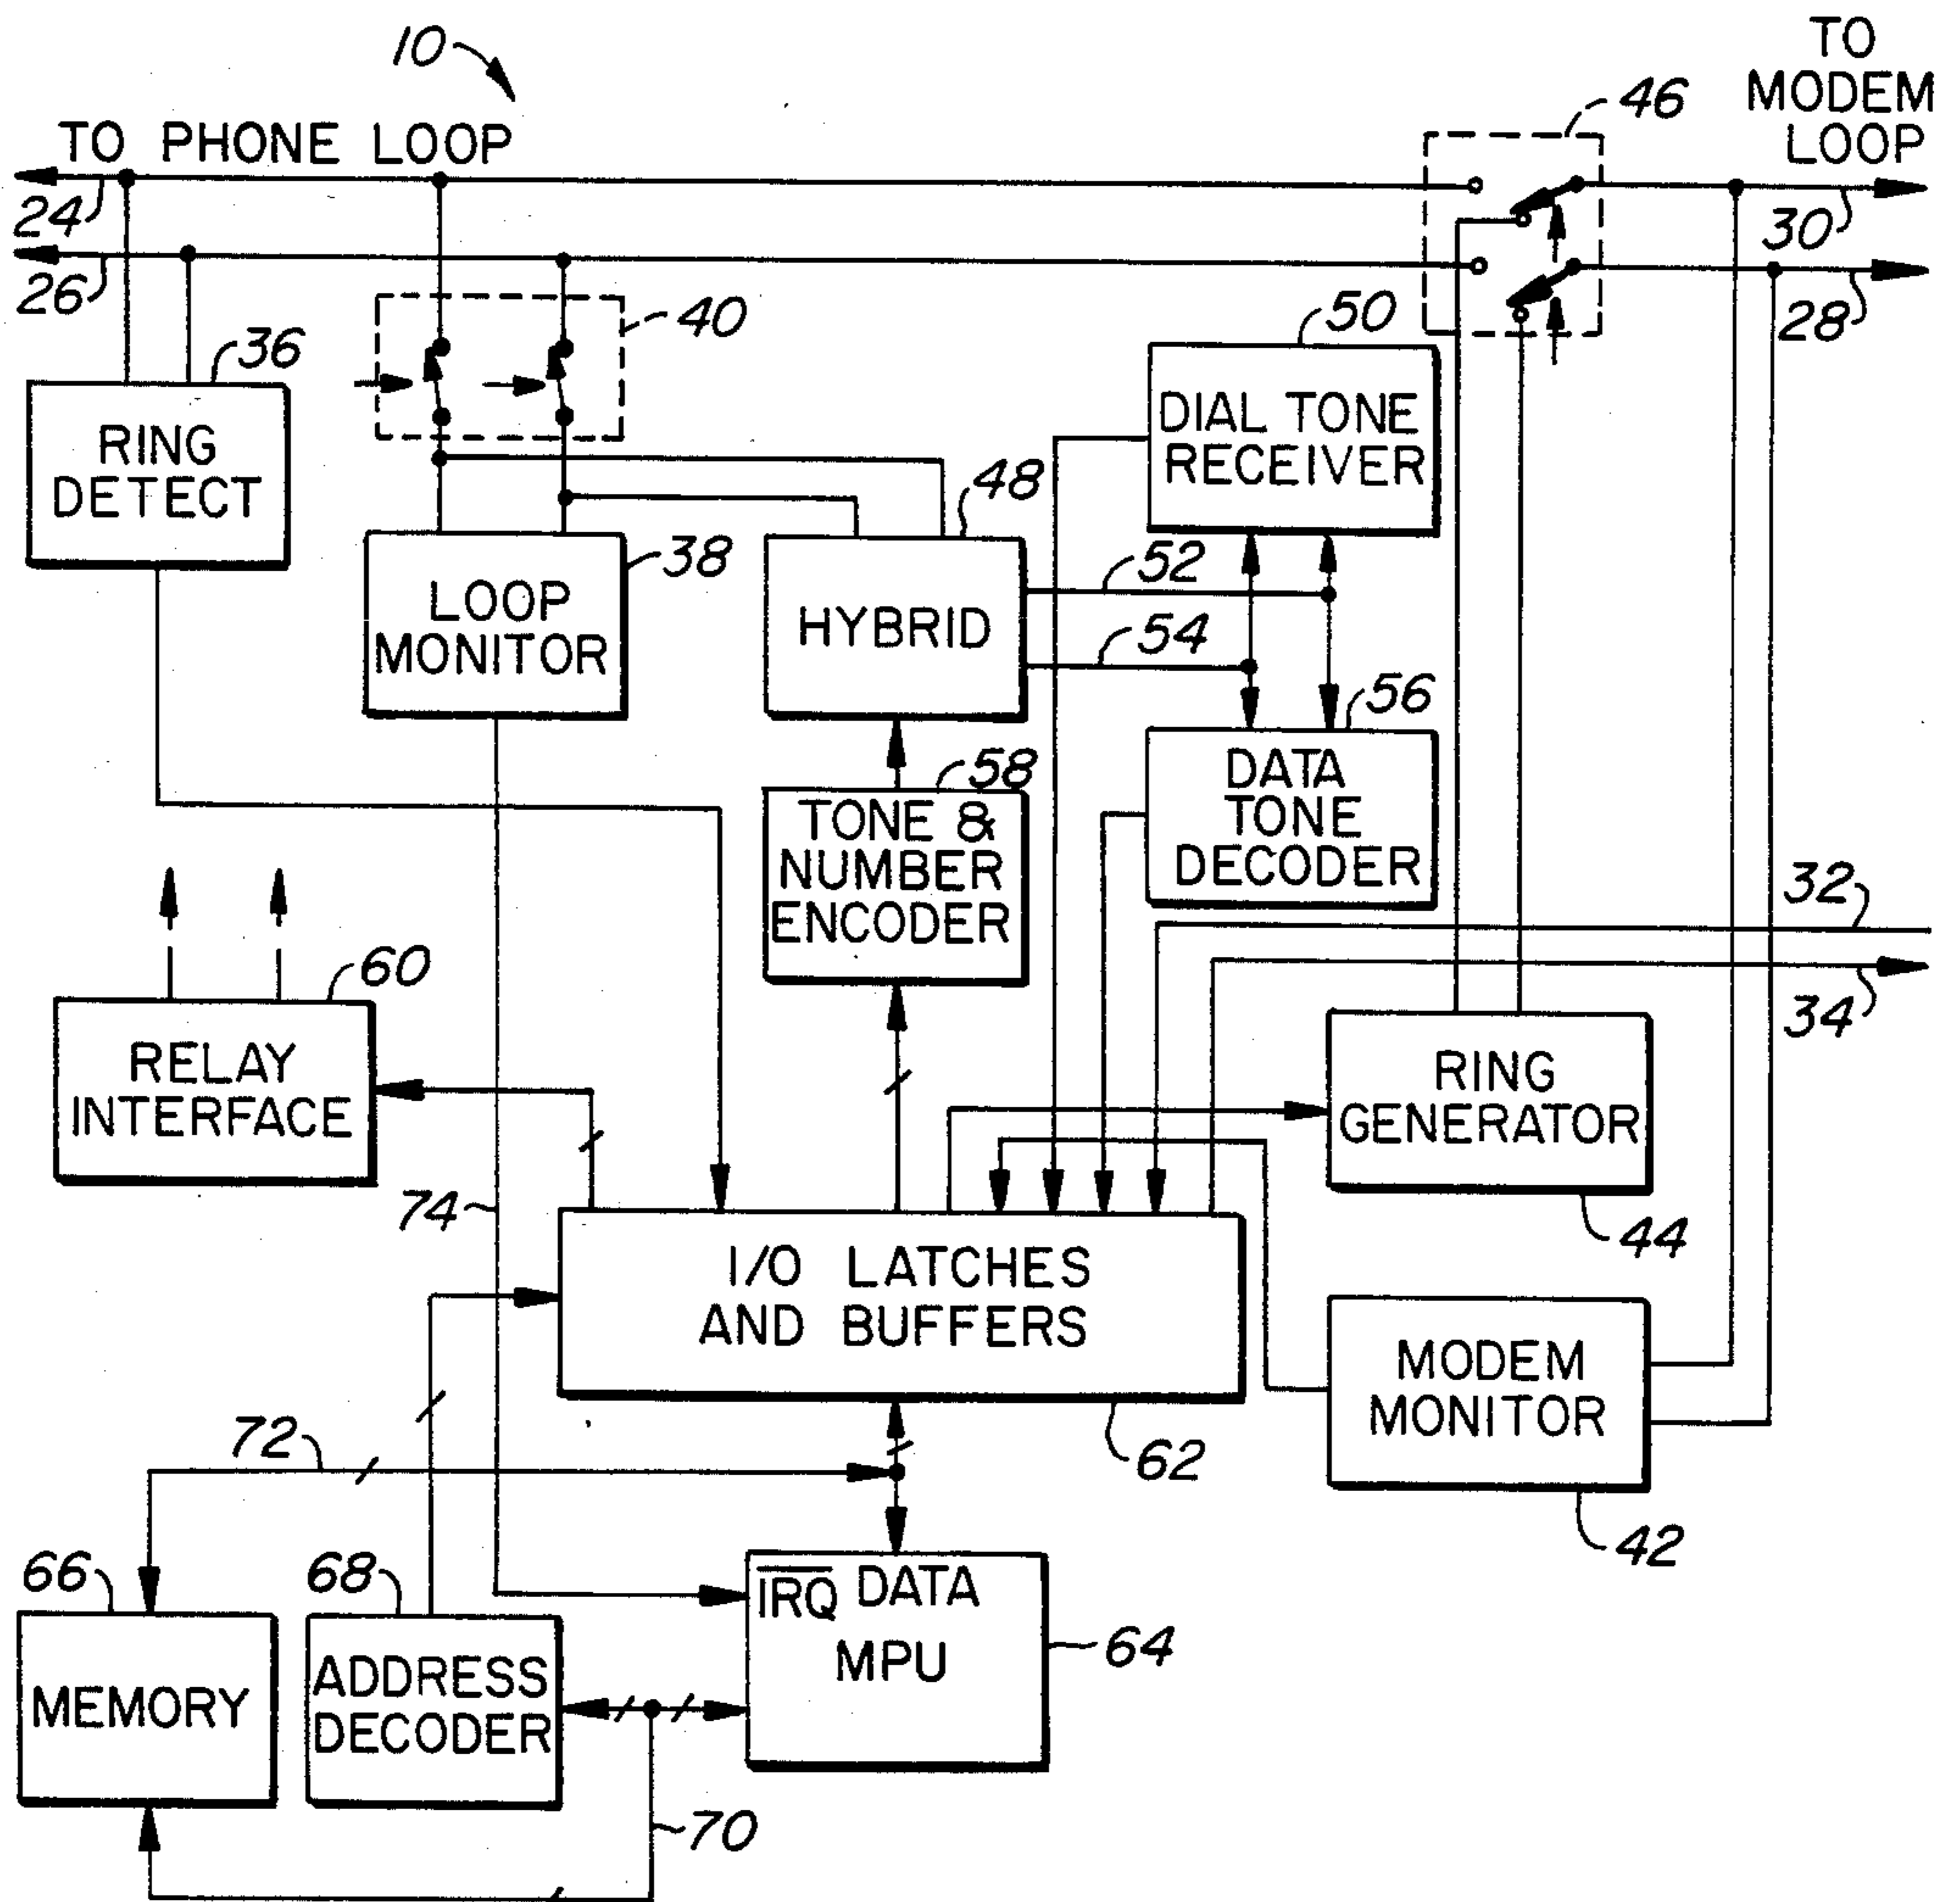 10
TO
MODEM
LOOP
46
TO PHONE LOOP
24
30
26
28
40
50
36
RING
DETECT
DIAL TONE
RECEIVER
48
38
52
LOOP
MONITOR
HYBRID
54
56
58
DATA
TONE
DECODER
TONE &
NUMBER
ENCODER
32
60
34
RELAY
INTERFACE
RING
GENERATOR
74
44
I/O LATCHES
AND BUFFERS
MODEM
MONITOR
72
62
42
66
68
IRQ DATA
MPU
64
MEMORY
ADDRESS
DECODER
70